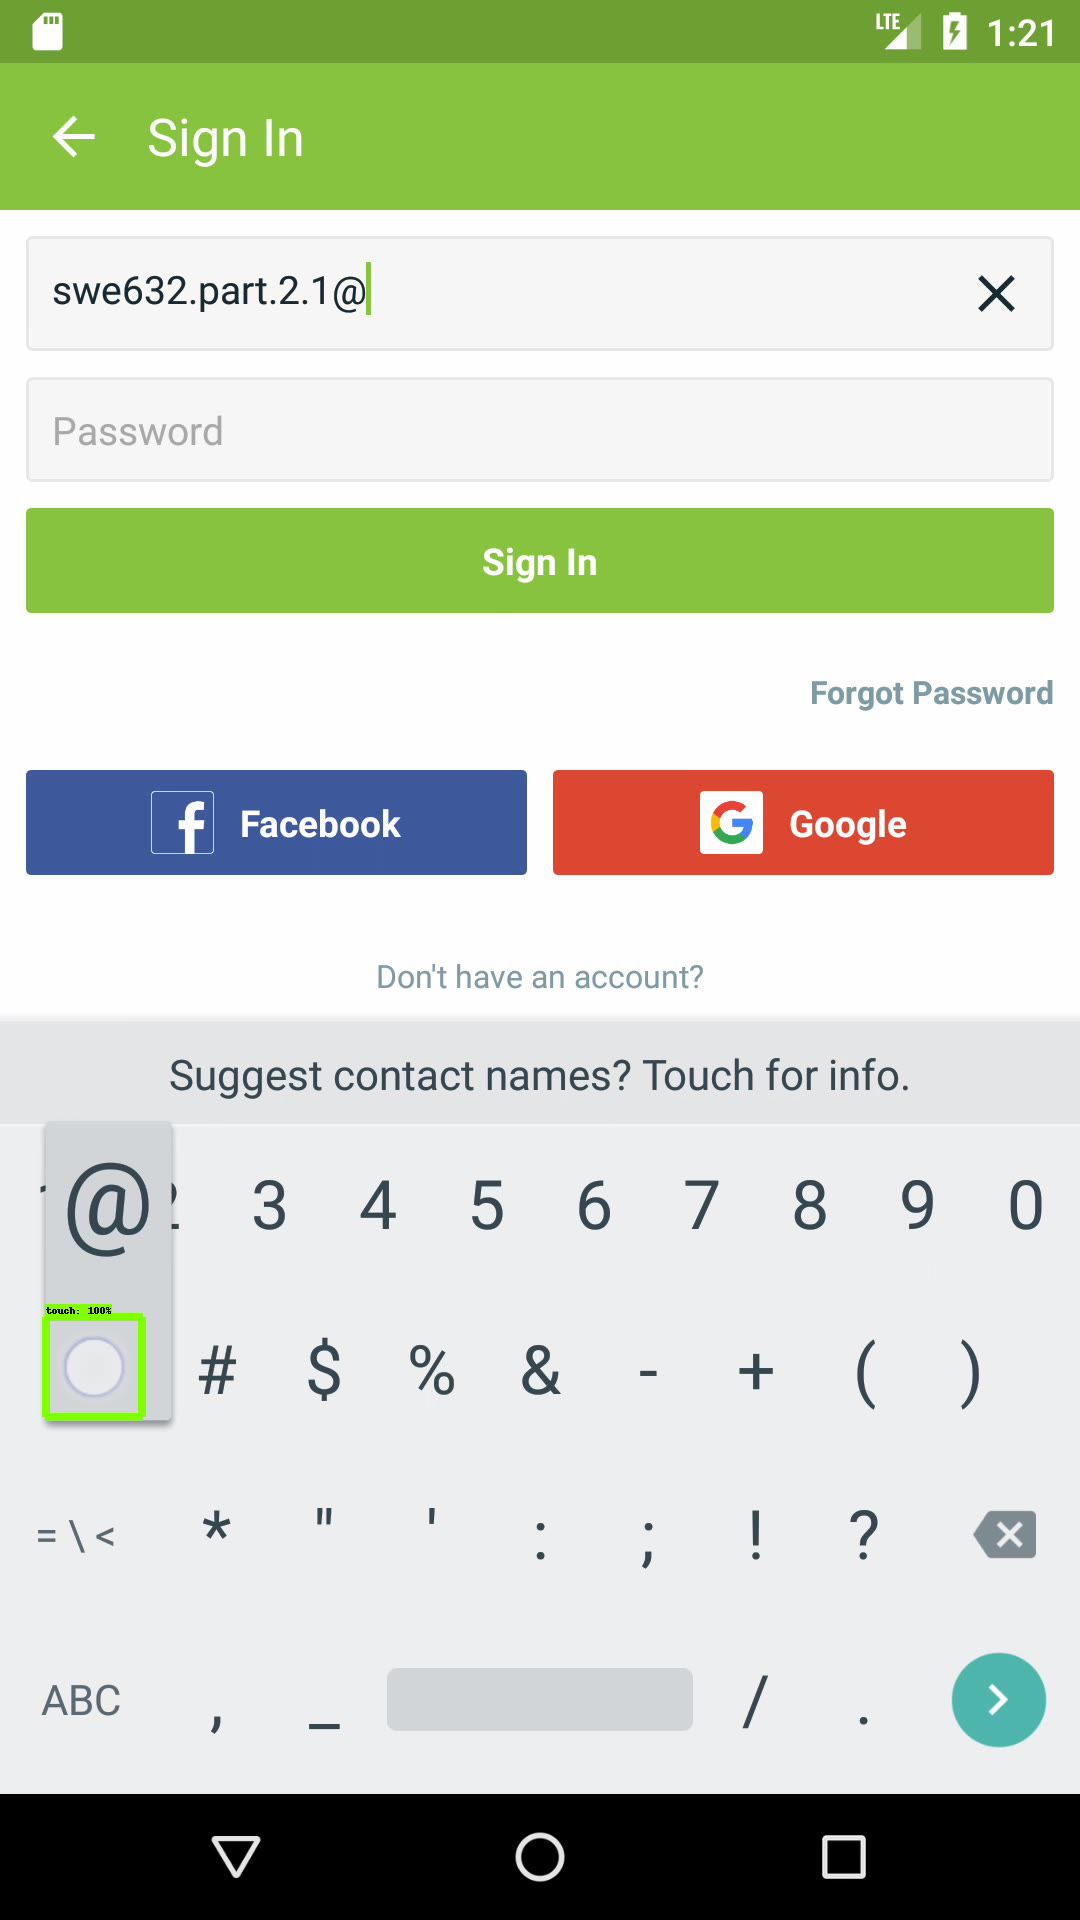 LTE 1:21
Sign In
swe632.part.2.1@
Password
Sign In
Forgot Password
Facebook Google
Don't have an account?
Suggest contact names? Touch for info.
@ 3 4 5 6 7 8 9 0
touch: 100%
# $ % & - + ( )
= \ < * " ' : ; ! ?
ABC , _ / .